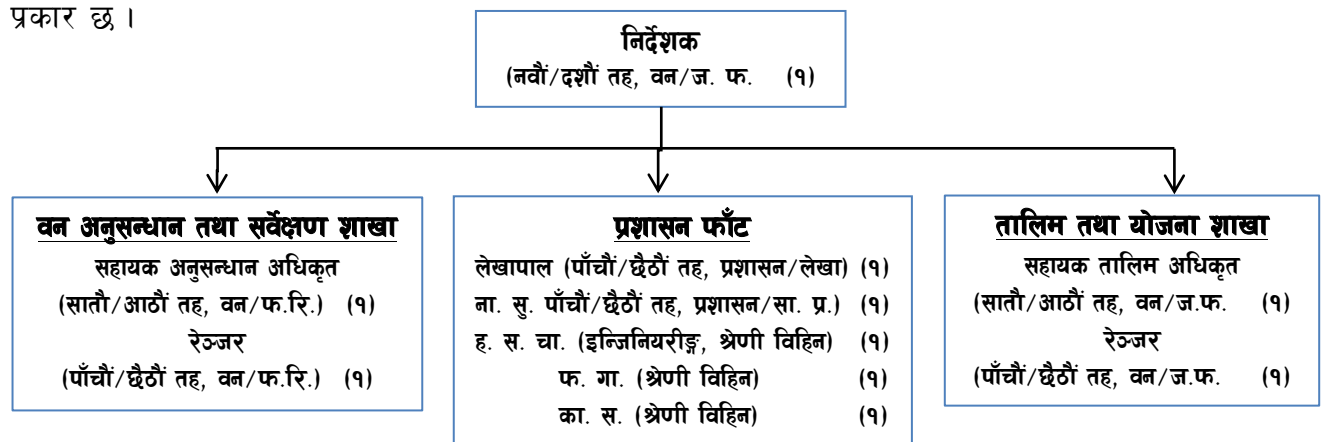 प्रकार छ ।
निर्देशक
(नवौं/दशौं तह, वन/ज. फ. (१)
वन अनुसन्धान तथा सर्वेक्षण शाखा
सहायक अनुसन्धान अधिकृत
(सातौ/आठौं तह, वन/फ.रि.) (१)
रेञ्जर
(पाँचौं/छैठौं तह, वन/फ.रि.) (१)
प्रशासन फाँट
लेखापाल (पाँचौं/छैठौं तह, प्रशासन/लेखा) (१)
ना. सु. पाँचौं/छैठौं तह, प्रशासन/सा. प्र.) (१)
ह. स. चा. (इन्जिनियरीङ्ग, श्रेणी विहिन) (१)
फ. गा. (श्रेणी विहिन) (१)
का. स. (श्रेणी विहिन) (१)
तालिम तथा योजना शाखा
सहायक तालिम अधिकृत
(सातौ/आठौं तह, वन/ज.फ. (१)
रेञ्जर
(पाँचौं/छैठौं तह, वन/ज.फ. (१)